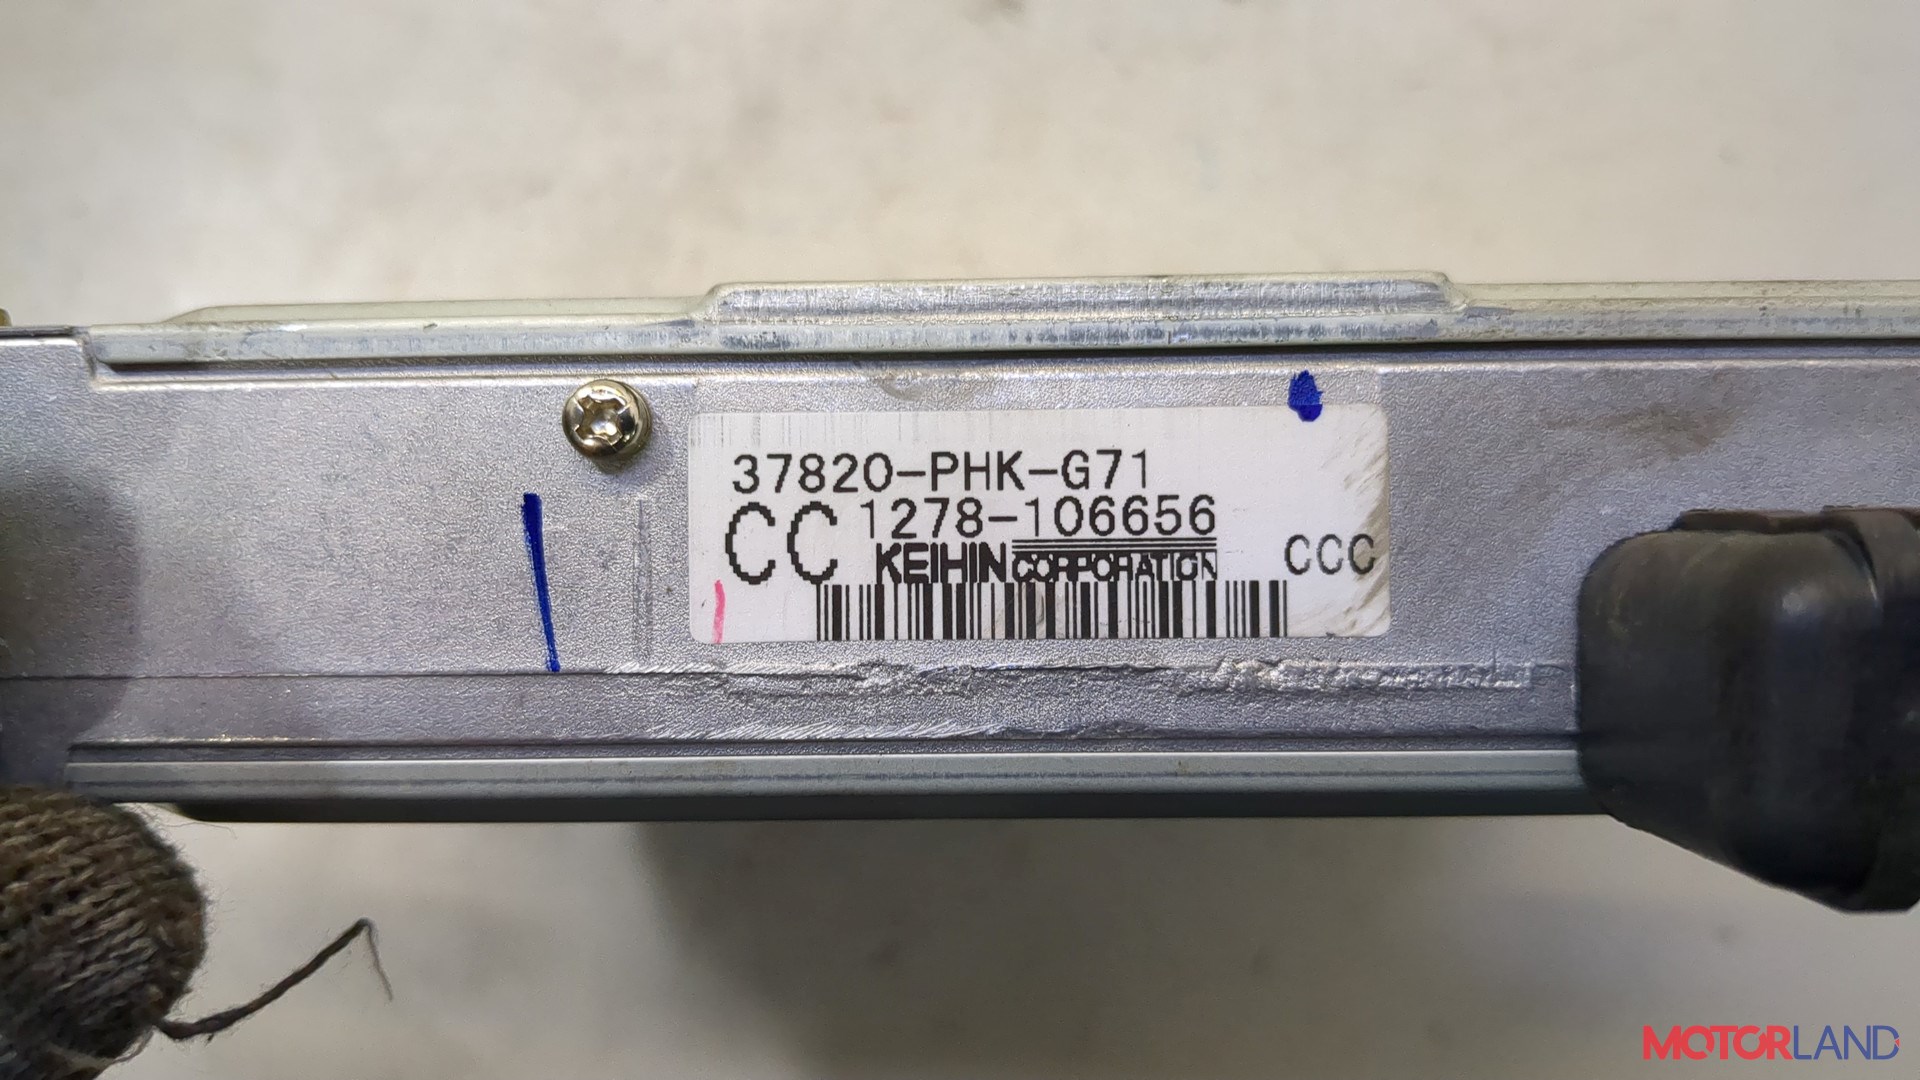 37820-PHK-G71
CC 1278-106656
KEIHIN CORPORATION CCC
MOTORLAND